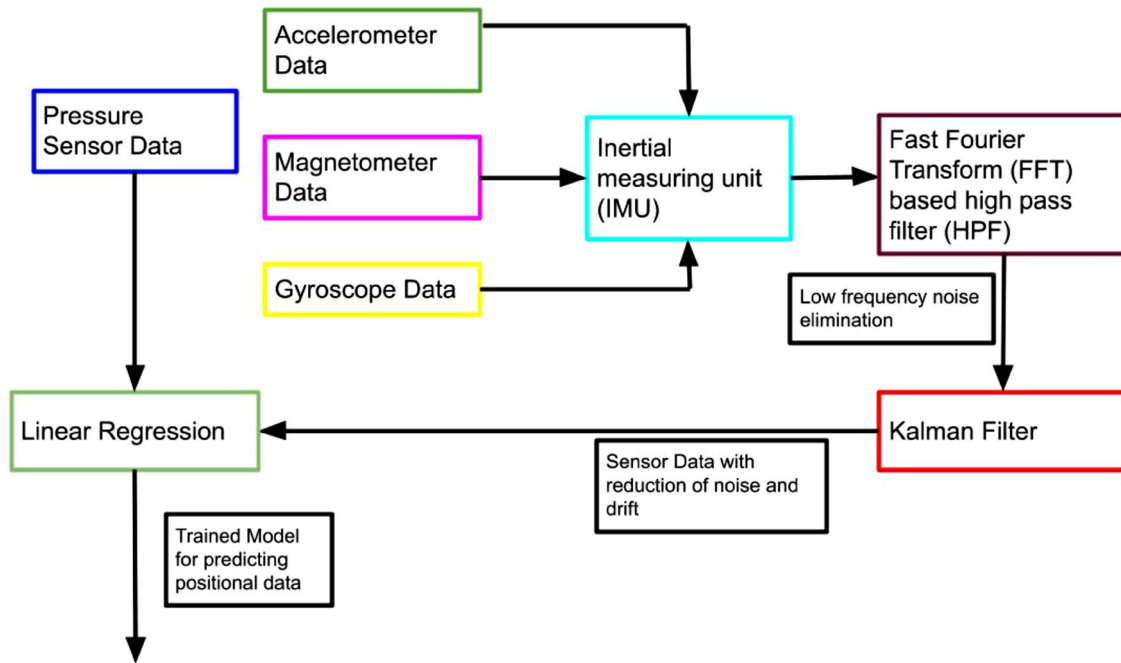 Accelerometer
Data
Pressure
Sensor Data
Magnetometer
Data
Gyroscope Data
Inertial
measuring unit
(IMU)
Fast Fourier
Transform (FFT)
based high pass
filter (HPF)
Low frequency noise
elimination
Linear Regression
Kalman Filter
Sensor Data with
reduction of noise and
drift
Trained Model
for predicting
positional data